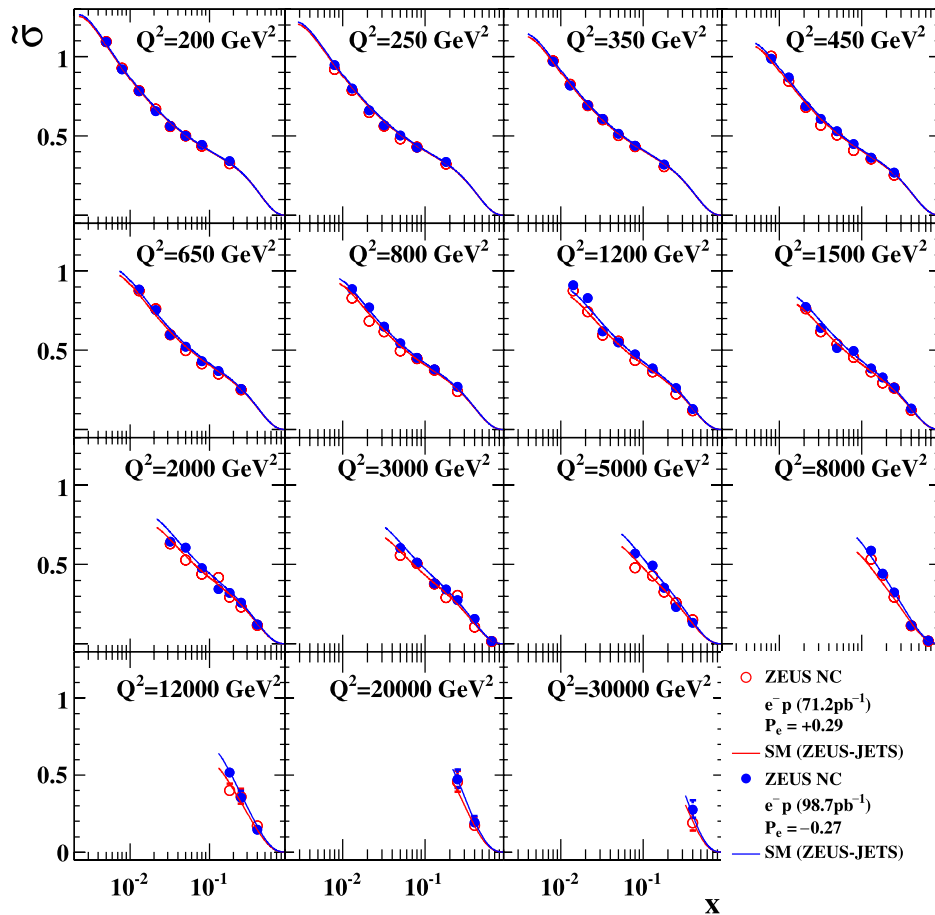 σ̃
Q²=200 GeV²
Q²=250 GeV²
Q²=350 GeV²
Q²=450 GeV²
1
0.5
Q²=650 GeV²
Q²=800 GeV²
Q²=1200 GeV²
Q²=1500 GeV²
1
0.5
Q²=2000 GeV²
Q²=3000 GeV²
Q²=5000 GeV²
Q²=8000 GeV²
1
0.5
Q²=12000 GeV²
Q²=20000 GeV²
Q²=30000 GeV²
1
0.5
0
ZEUS NC
e⁻p (71.2pb⁻¹)
Pₑ = +0.29
SM (ZEUS-JETS)
ZEUS NC
e⁻p (98.7pb⁻¹)
Pₑ = −0.27
SM (ZEUS-JETS)
10⁻² 10⁻¹ 10⁻² 10⁻¹ 10⁻² 10⁻¹ x